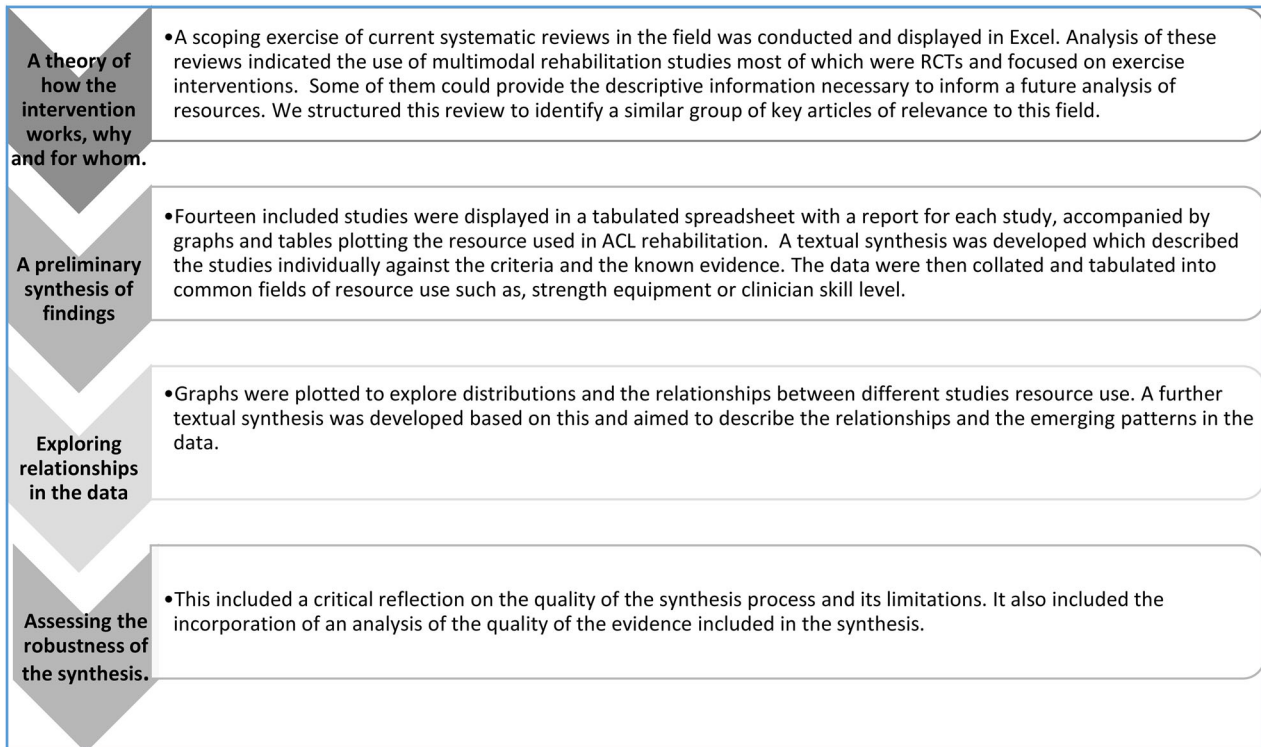 A theory of
how the
intervention
works, why
and for whom.
•A scoping exercise of current systematic reviews in the field was conducted and displayed in Excel. Analysis of these
reviews indicated the use of multimodal rehabilitation studies most of which were RCTs and focused on exercise
interventions.  Some of them could provide the descriptive information necessary to inform a future analysis of
resources. We structured this review to identify a similar group of key articles of relevance to this field.
A preliminary
synthesis of
findings
•Fourteen included studies were displayed in a tabulated spreadsheet with a report for each study, accompanied by
graphs and tables plotting the resource used in ACL rehabilitation.  A textual synthesis was developed which described
the studies individually against the criteria and the known evidence. The data were then collated and tabulated into
common fields of resource use such as, strength equipment or clinician skill level.
Exploring
relationships
in the data
•Graphs were plotted to explore distributions and the relationships between different studies resource use. A further
textual synthesis was developed based on this and aimed to describe the relationships and the emerging patterns in the
data.
Assessing the
robustness of
the synthesis.
•This included a critical reflection on the quality of the synthesis process and its limitations. It also included the
incorporation of an analysis of the quality of the evidence included in the synthesis.